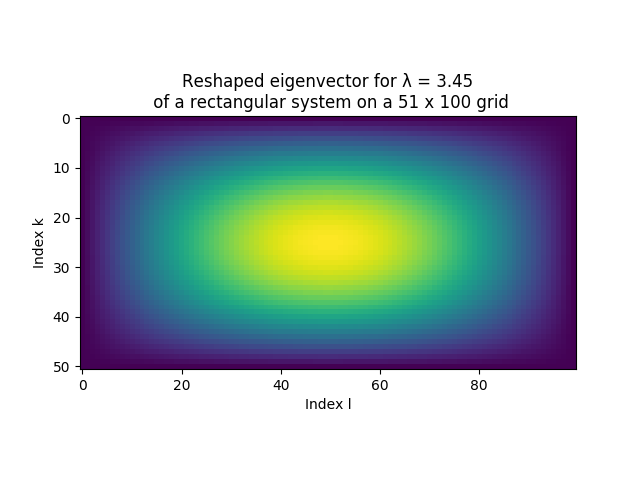 Reshaped eigenvector for λ = 3.45
of a rectangular system on a 51 x 100 grid
0
10
20
30
40
50
Index k
0 20 40 60 80
Index l